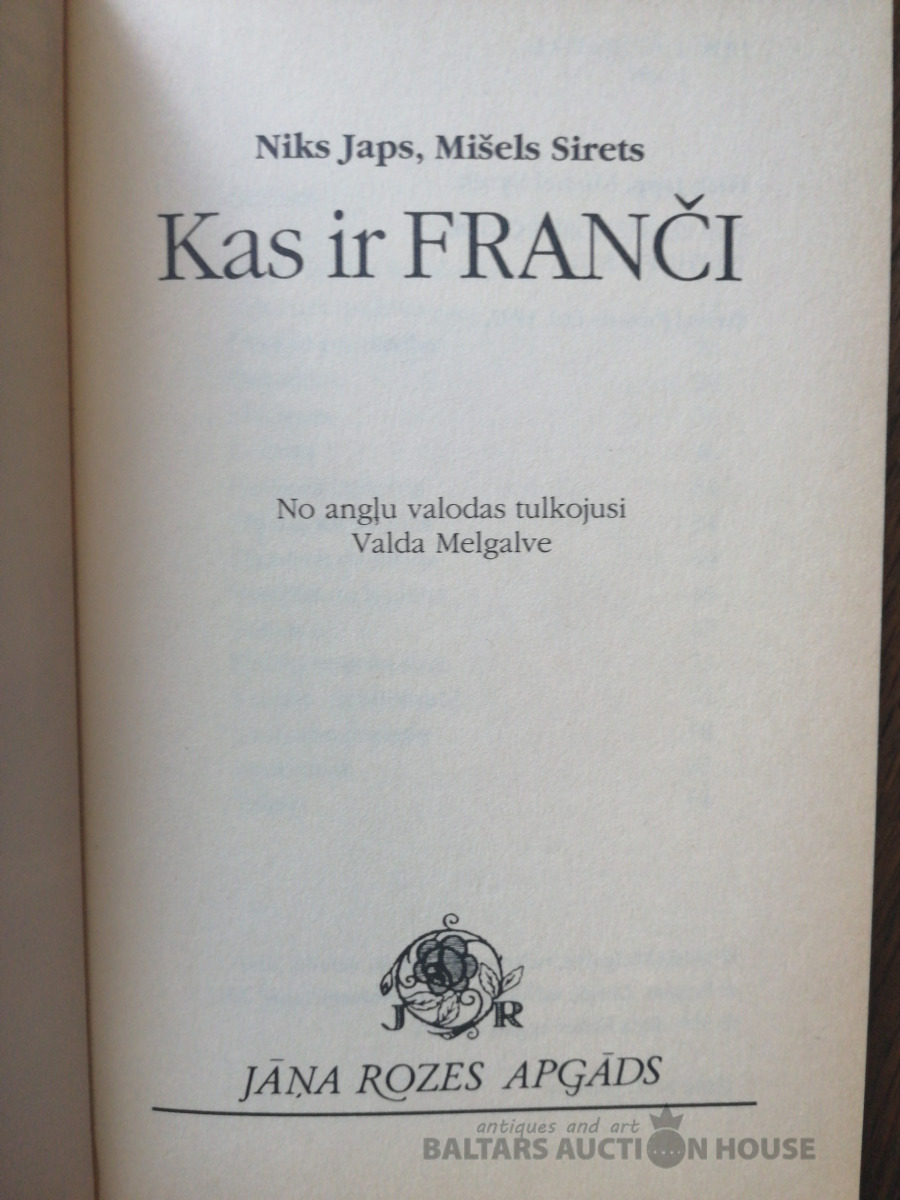 Niks Japs, Mišels Sirets
Kas ir FRANČI
No angļu valodas tulkojusi
Valda Melgalve
J R
JĀŅA ROZES APGĀDS
antiques and art
BALTARS AUCTION HOUSE